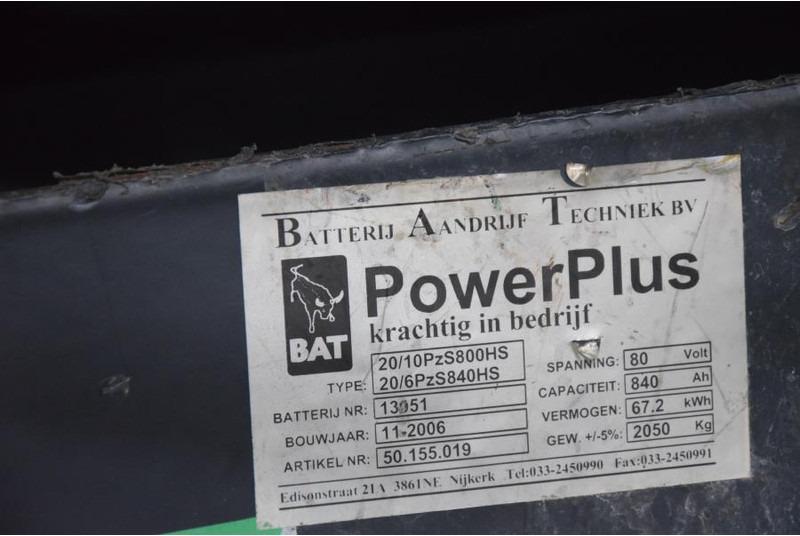 BATTERIJ AANDRIJF TECHNIEK BV
BAT
PowerPlus
krachtig in bedrijf
TYPE: 20/10PzS800HS
20/6PzS840HS
BATTERIJ NR: 13051
BOUWJAAR: 11-2006
ARTIKEL NR: 50.155.019
SPANNING: 80 Volt
CAPACITEIT: 840 Ah
VERMOGEN: 67.2 kWh
GEW. +/-5%: 2050 Kg
Edisonstraat 21A 3861NE Nijkerk Tel:033-2450990 Fax:033-2450991